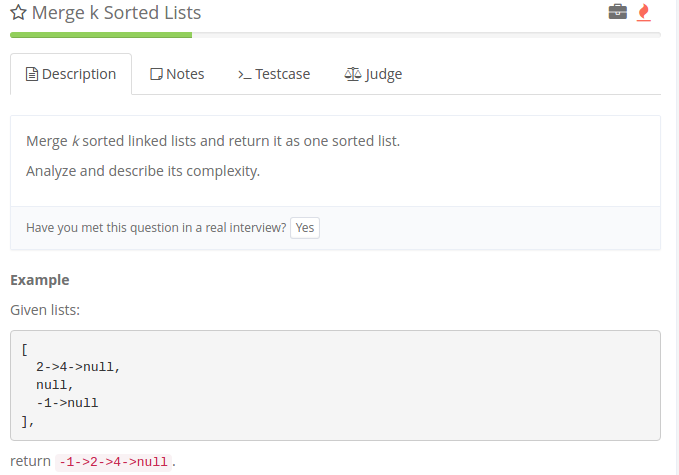 Merge k Sorted Lists
Description Notes >_ Testcase Judge
Merge k sorted linked lists and return it as one sorted list.
Analyze and describe its complexity.
Have you met this question in a real interview? Yes
Example
Given lists:
[
  2->4->null,
  null,
  -1->null
],
return -1->2->4->null.